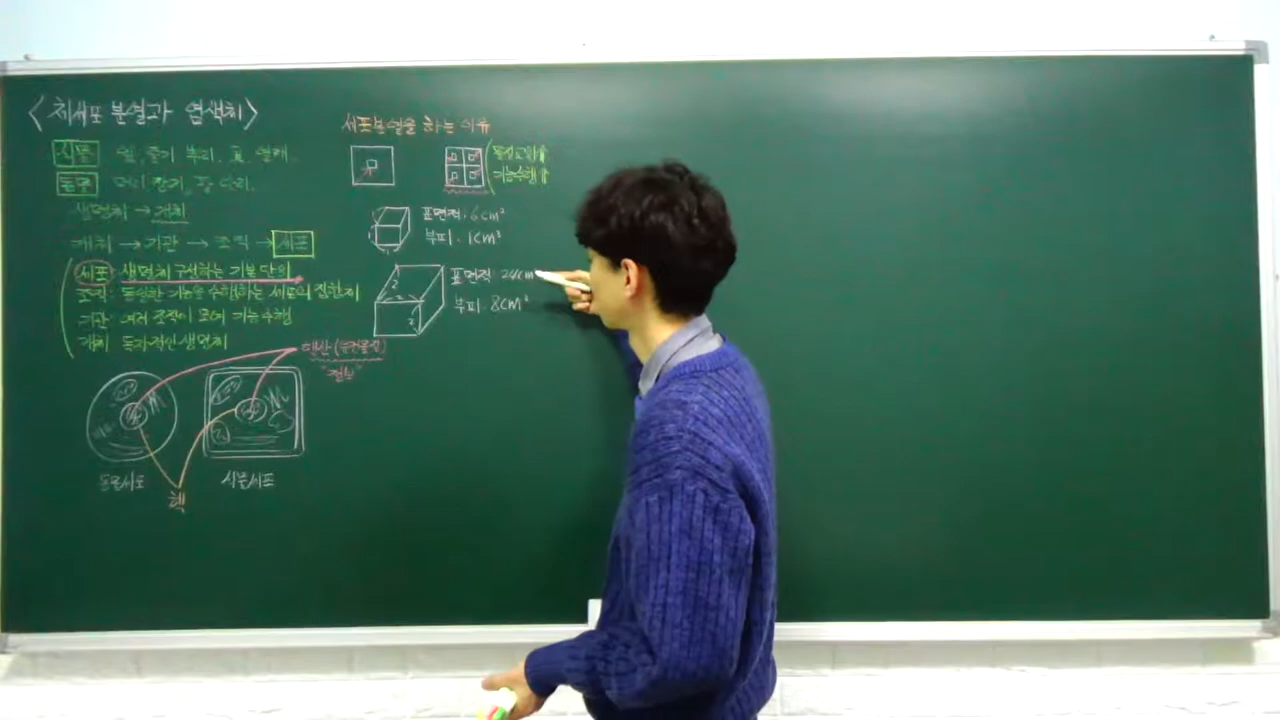 <체세포 분열과 염색체>
식물 잎, 줄기, 뿌리, 꽃, 열매.
동물 머리, 팔, 다리.
생명체 → 개체
개체 → 기관 → 조직 → 세포
세포: 생명체 구성하는 기본 단위
조직: 동일한 기능을 수행하는 세포의 집합체
기관: 여러 조직이 모여 기능수행
개체: 독자적인 생명체
핵산(유전물질)
"정보"
동물세포
식물세포
핵
세포분열을 하는 이유
물질교환↑
기능수행↑
표면적. 6cm²
부피. 1cm³
1
표면적 24cm
부피. 8cm³
2
2
2